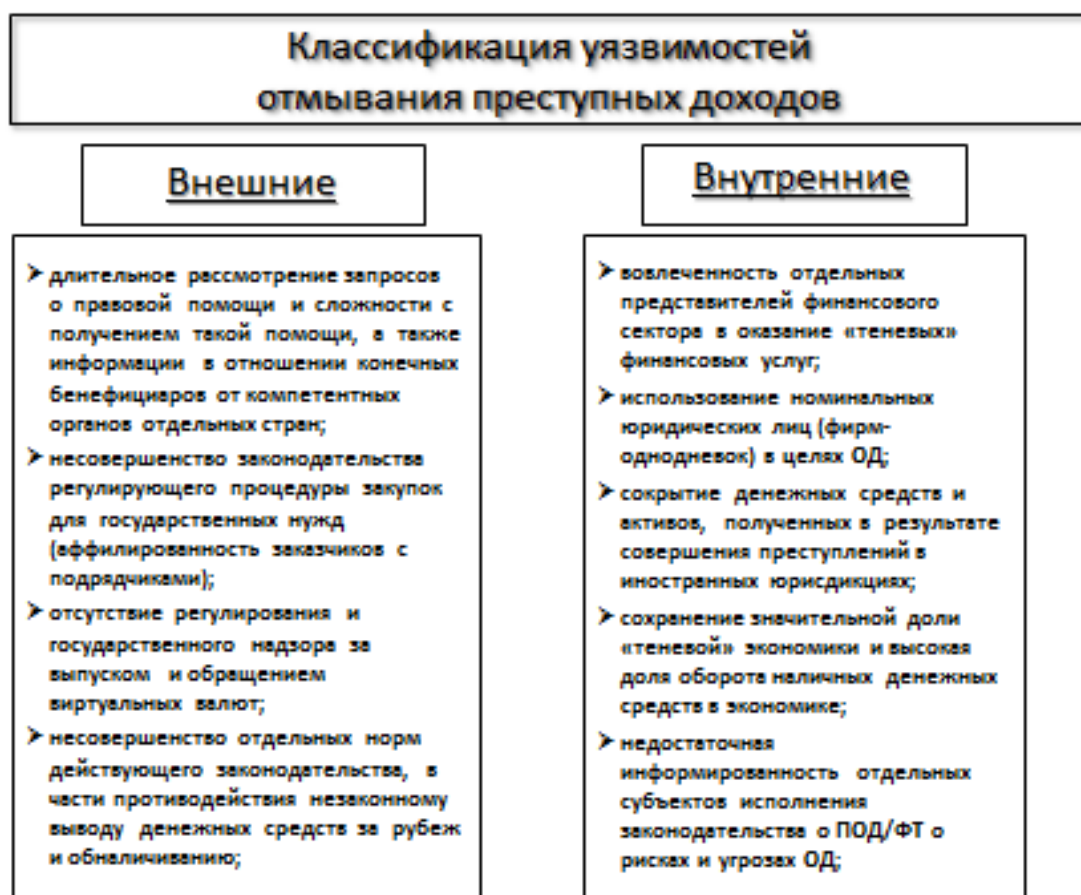 Классификация уязвимостей
отмывания преступных доходов
Внешние
➤ длительное рассмотрение запросов
о правовой помощи и сложности с
получением такой помощи, а также
информации в отношении конечных
бенефициаров от компетентных
органов отдельных стран;
➤ несовершенство законодательства
регулирующего процедуры закупок
для государственных нужд
(аффилированность заказчиков с
подрядчиками);
➤ отсутствие регулирования и
государственного надзора за
выпуском и обращением
виртуальных валют;
➤ несовершенство отдельных норм
действующего законодательства, в
части противодействия незаконному
выводу денежных средств за рубеж
и обналичиванию;
Внутренние
➤ вовлеченность отдельных
представителей финансового
сектора в оказание «теневых»
финансовых услуг;
➤ использование номинальных
юридических лиц (фирм-
однодневок) в целях ОД;
➤ сокрытие денежных средств и
активов, полученных в результате
совершения преступлений в
иностранных юрисдикциях;
➤ сохранение значительной доли
«теневой» экономики и высокая
доля оборота наличных денежных
средств в экономике;
➤ недостаточная
информированность отдельных
субъектов исполнения
законодательства о ПОД/ФТ о
рисках и угрозах ОД;